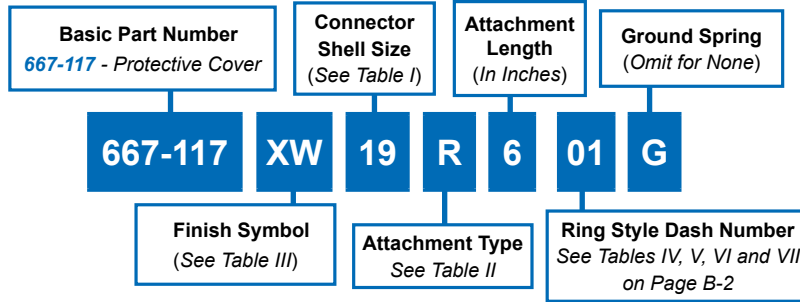 Basic Part Number
667-117 - Protective Cover
Connector
Shell Size
(See Table I)
Attachment
Length
(In Inches)
Ground Spring
(Omit for None)
667-117 XW 19 R 6 01 G
Finish Symbol
(See Table III)
Attachment Type
See Table II
Ring Style Dash Number
See Tables IV, V, VI and VII
on Page B-2